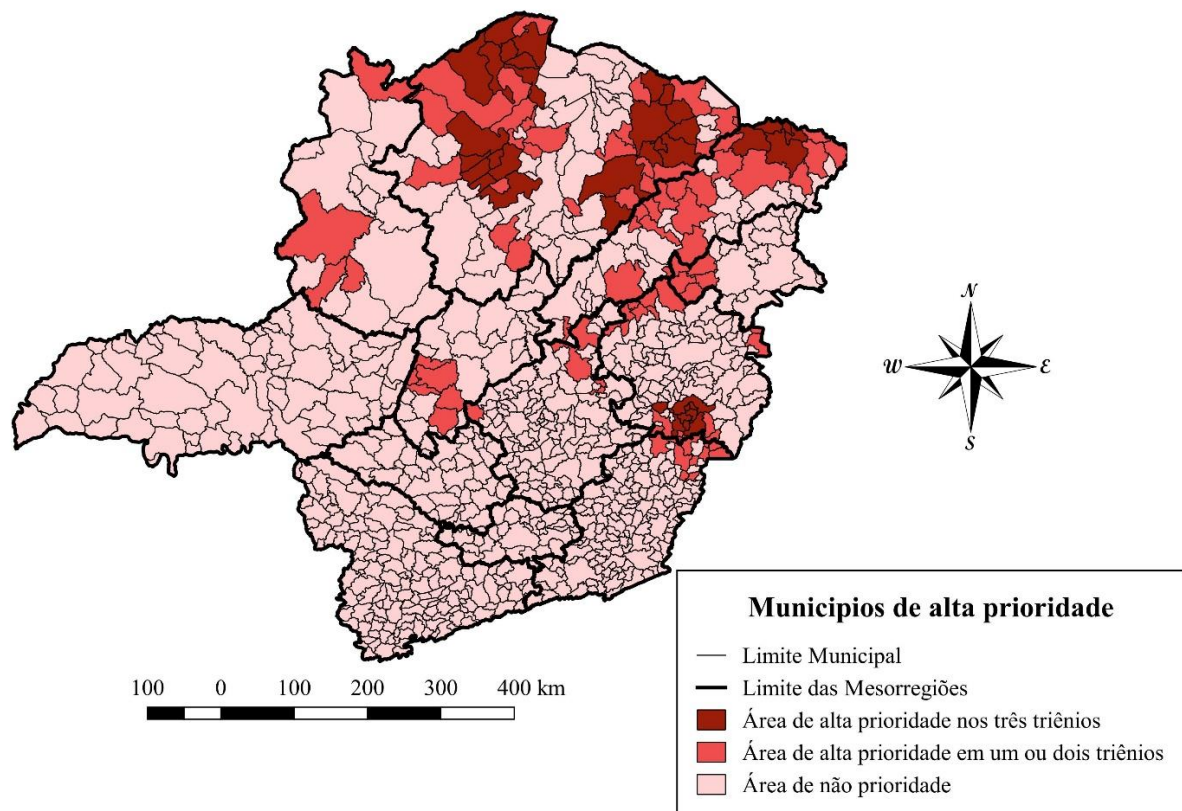 N
W
E
S
Municipios de alta prioridade
Limite Municipal
Limite das Mesorregiões
Área de alta prioridade nos três triênios
Área de alta prioridade em um ou dois triênios
Área de não prioridade
100 0 100 200 300 400 km